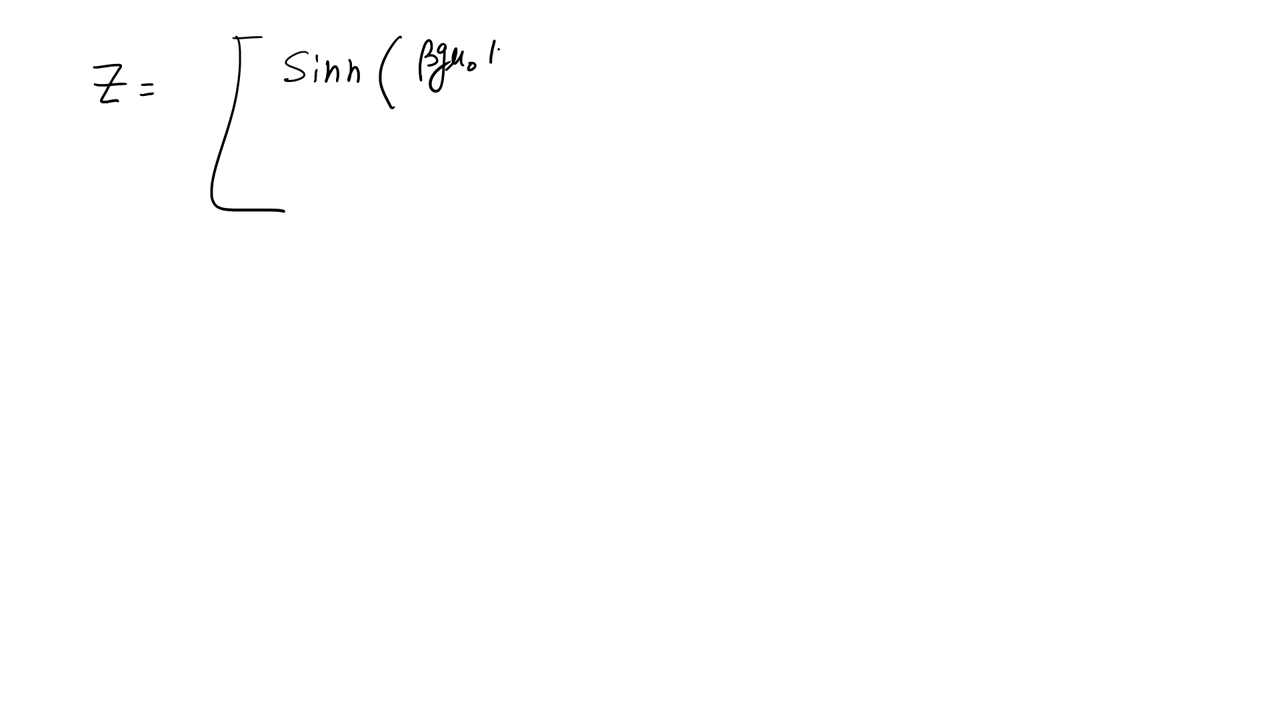 Z = [ Sinh ( βgμ₀